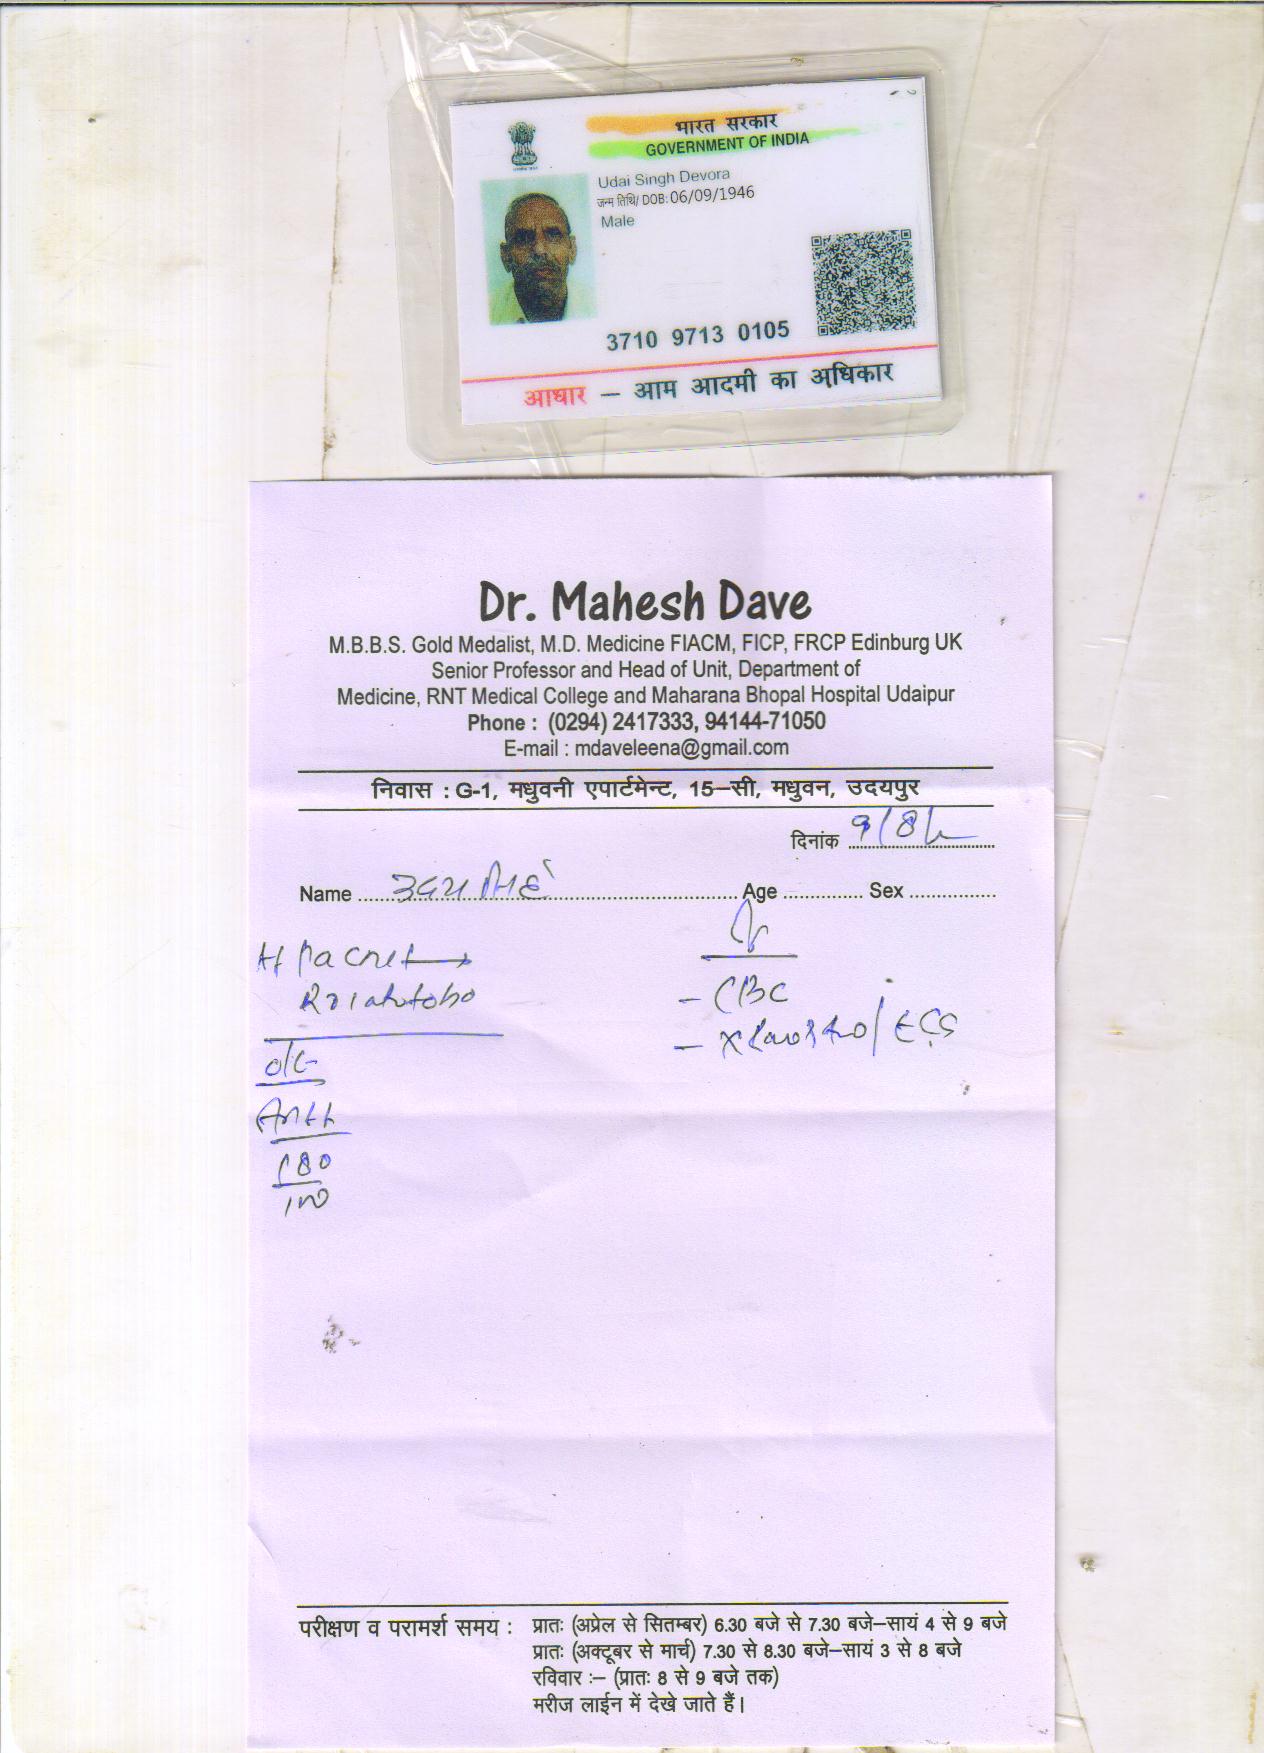 भारत सरकार
GOVERNMENT OF INDIA
Udai Singh Devora
जन्म तिथि/ DOB: 06/09/1946
Male
3710 9713 0105
आधार – आम आदमी का अधिकार
Dr. Mahesh Dave
M.B.B.S. Gold Medalist, M.D. Medicine FIACM, FICP, FRCP Edinburg UK
Senior Professor and Head of Unit, Department of
Medicine, RNT Medical College and Maharana Bhopal Hospital Udaipur
Phone : (0294) 2417333, 94144-71050
E-mail : mdaveleena@gmail.com
निवास : G-1, मधुवनी एपार्टमेन्ट, 15–सी, मधुवन, उदयपुर
दिनांक 9/8/
Name Age Sex
- CBC
180
100
परीक्षण व परामर्श समय : प्रातः (अप्रेल से सितम्बर) 6.30 बजे से 7.30 बजे–सायं 4 से 9 बजे
प्रातः (अक्टूबर से मार्च) 7.30 से 8.30 बजे–सायं 3 से 8 बजे
रविवार :– (प्रातः 8 से 9 बजे तक)
मरीज लाईन में देखे जाते हैं।